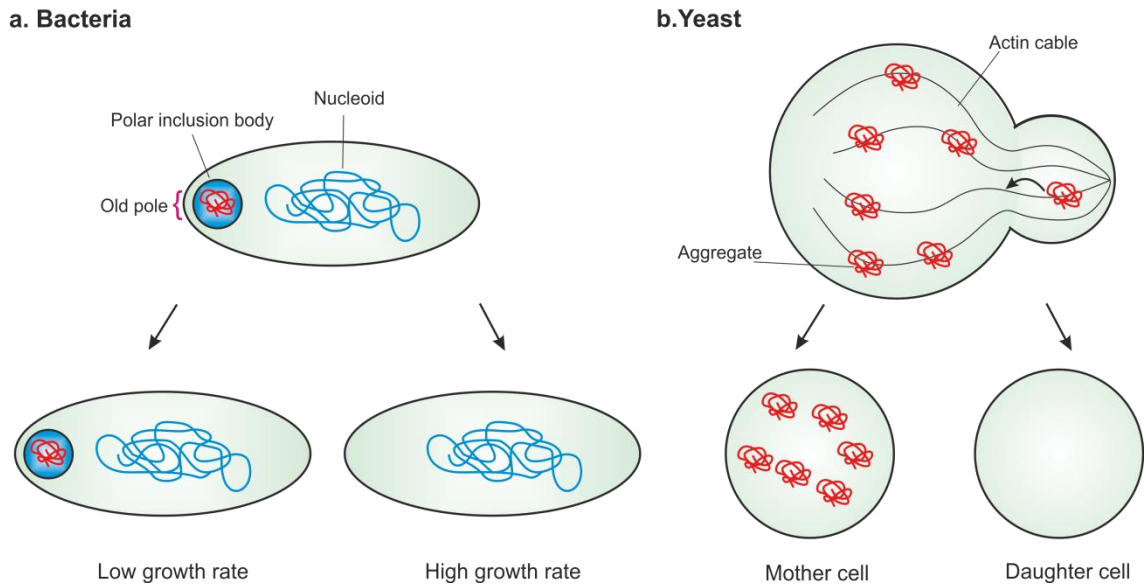 a. Bacteria
Nucleoid
Polar inclusion body
Old pole
Low growth rate
High growth rate
b.Yeast
Actin cable
Aggregate
Mother cell
Daughter cell